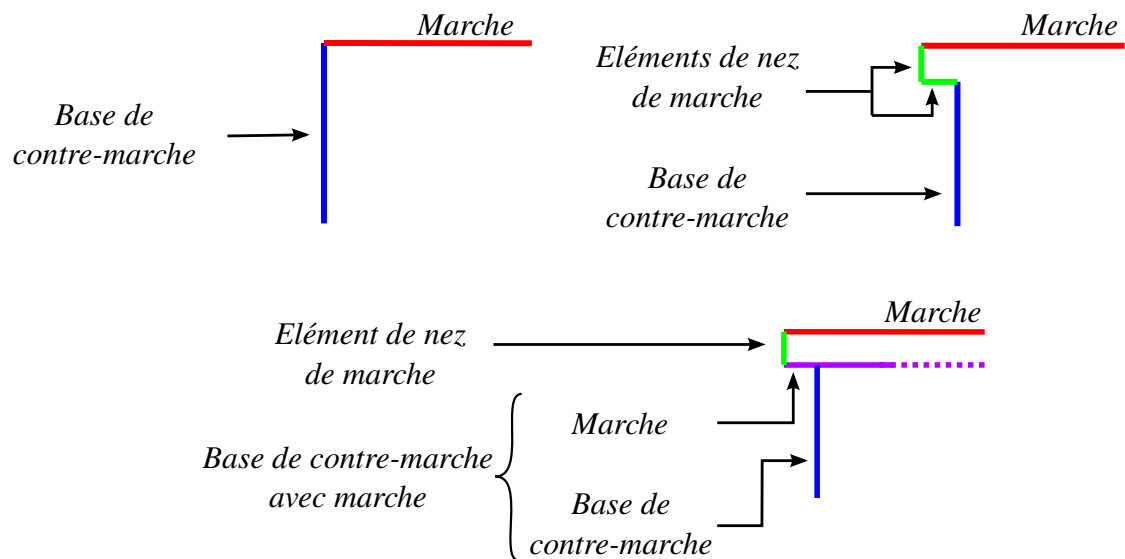 Marche
Base de
contre-marche
Marche
Eléments de nez
de marche
Base de
contre-marche
Marche
Elément de nez
de marche
Marche
Base de contre-marche
avec marche
Base de
contre-marche